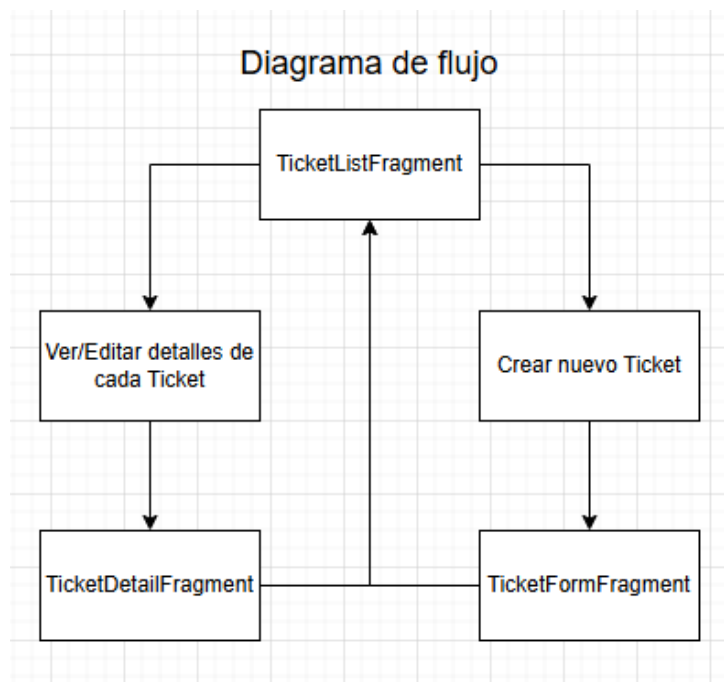 Diagrama de flujo
TicketListFragment
Ver/Editar detalles de
cada Ticket
Crear nuevo Ticket
TicketDetailFragment
TicketFormFragment